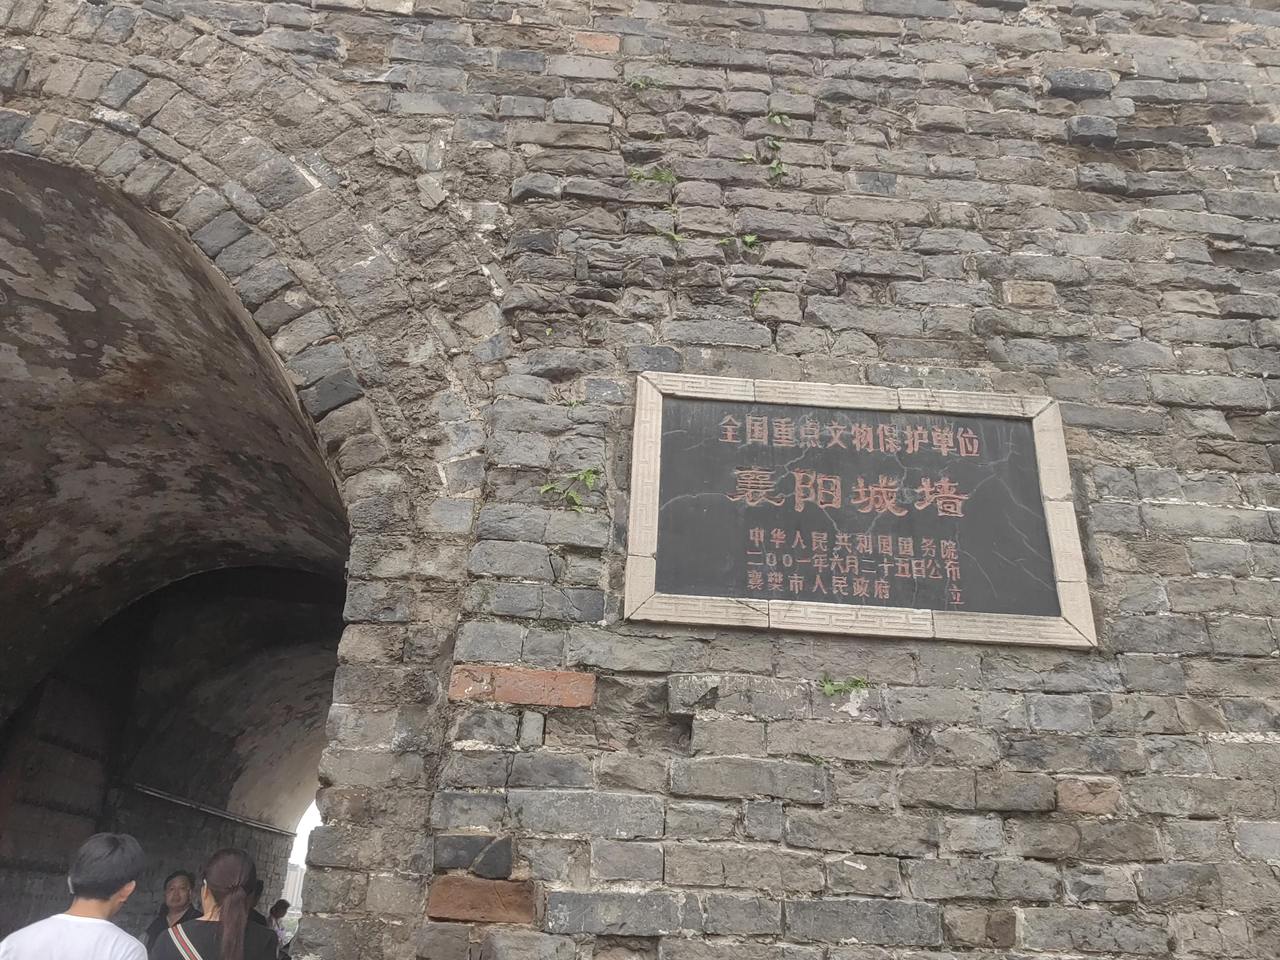 全国重点文物保护单位
襄阳城墙
中华人民共和国国务院
二００一年六月二十五日公布
襄樊市人民政府 立